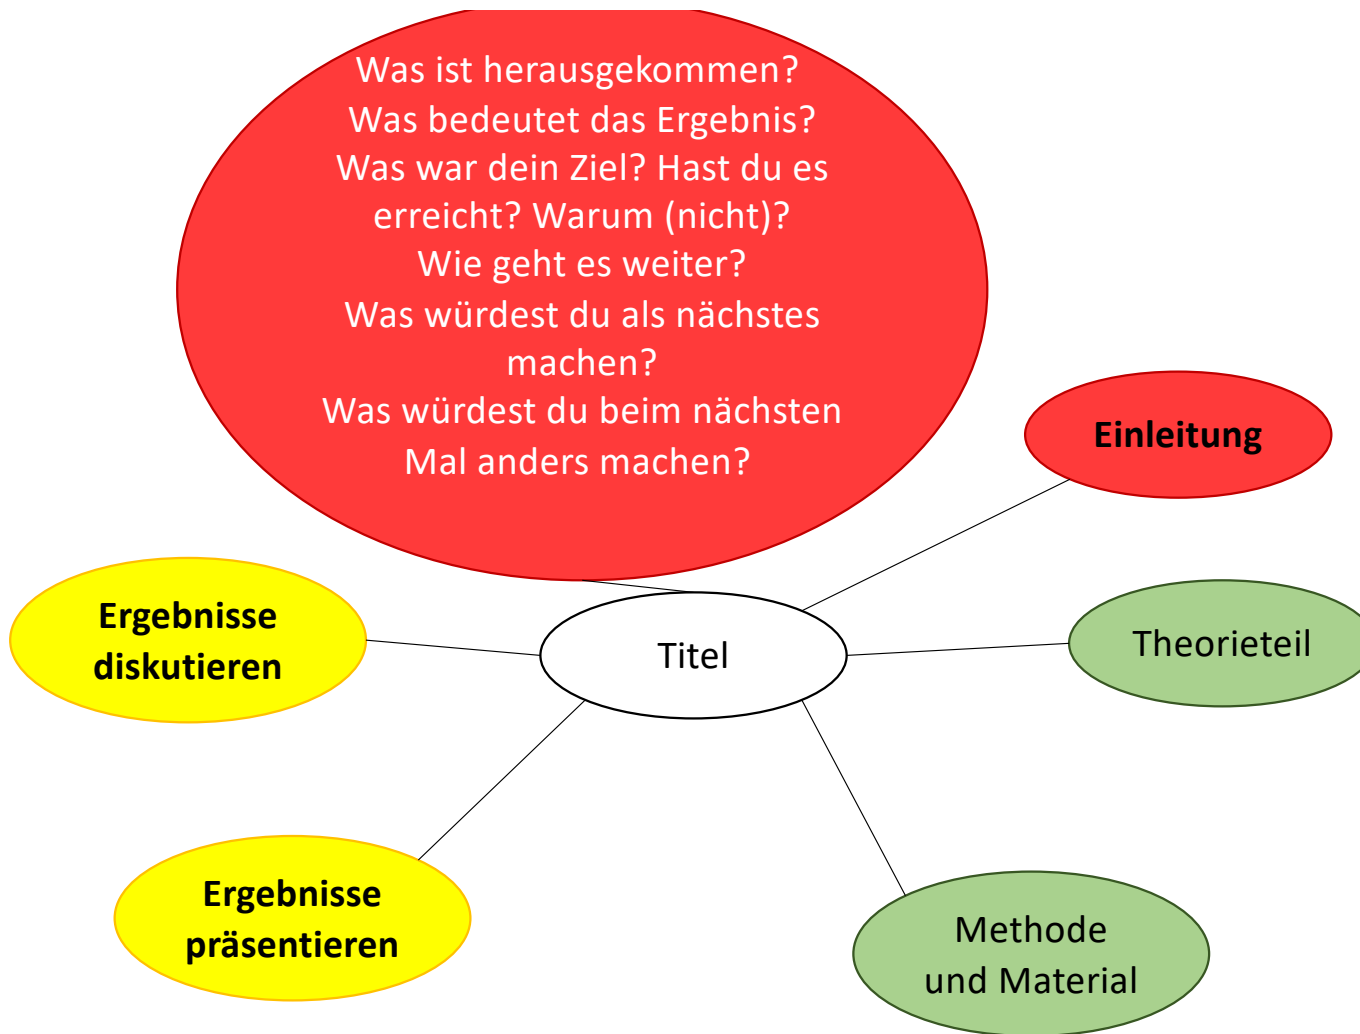 Was ist herausgekommen?
Was bedeutet das Ergebnis?
Was war dein Ziel? Hast du es
erreicht? Warum (nicht)?
Wie geht es weiter?
Was würdest du als nächstes
machen?
Was würdest du beim nächsten
Mal anders machen?
Einleitung
Ergebnisse
diskutieren
Titel
Theorieteil
Ergebnisse
präsentieren
Methode
und Material